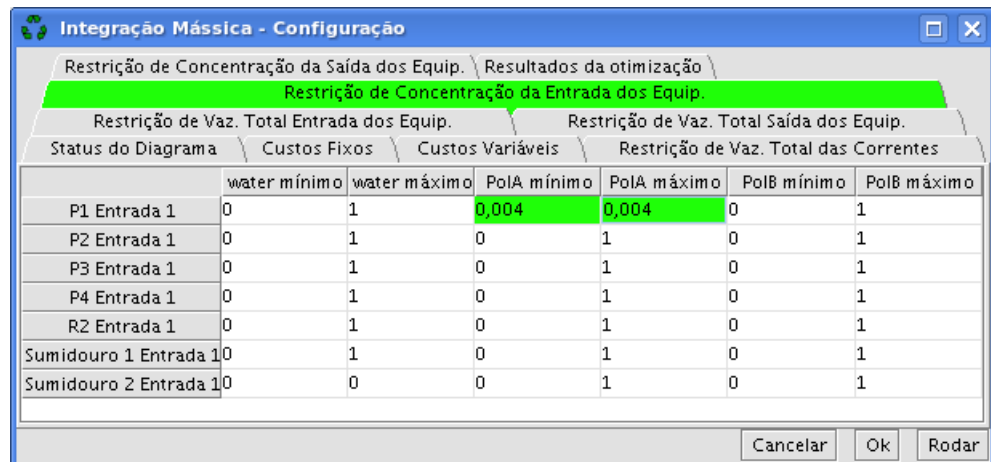 Integração Mássica - Configuração
Restrição de Concentração da Saída dos Equip. Resultados da otimização
Restrição de Concentração da Entrada dos Equip.
Restrição de Vaz. Total Entrada dos Equip. Restrição de Vaz. Total Saída dos Equip.
Status do Diagrama Custos Fixos Custos Variáveis Restrição de Vaz. Total das Correntes
water mínimo water máximo PolA mínimo PolA máximo PolB mínimo PolB máximo
P1 Entrada 1 0 1 0,004 0,004 0 1
P2 Entrada 1 0 1 0 1 0 1
P3 Entrada 1 0 1 0 1 0 1
P4 Entrada 1 0 1 0 1 0 1
R2 Entrada 1 0 1 0 1 0 1
Sumidouro 1 Entrada 1 0 1 0 1 0 1
Sumidouro 2 Entrada 1 0 0 0 1 0 1
Cancelar Ok Rodar